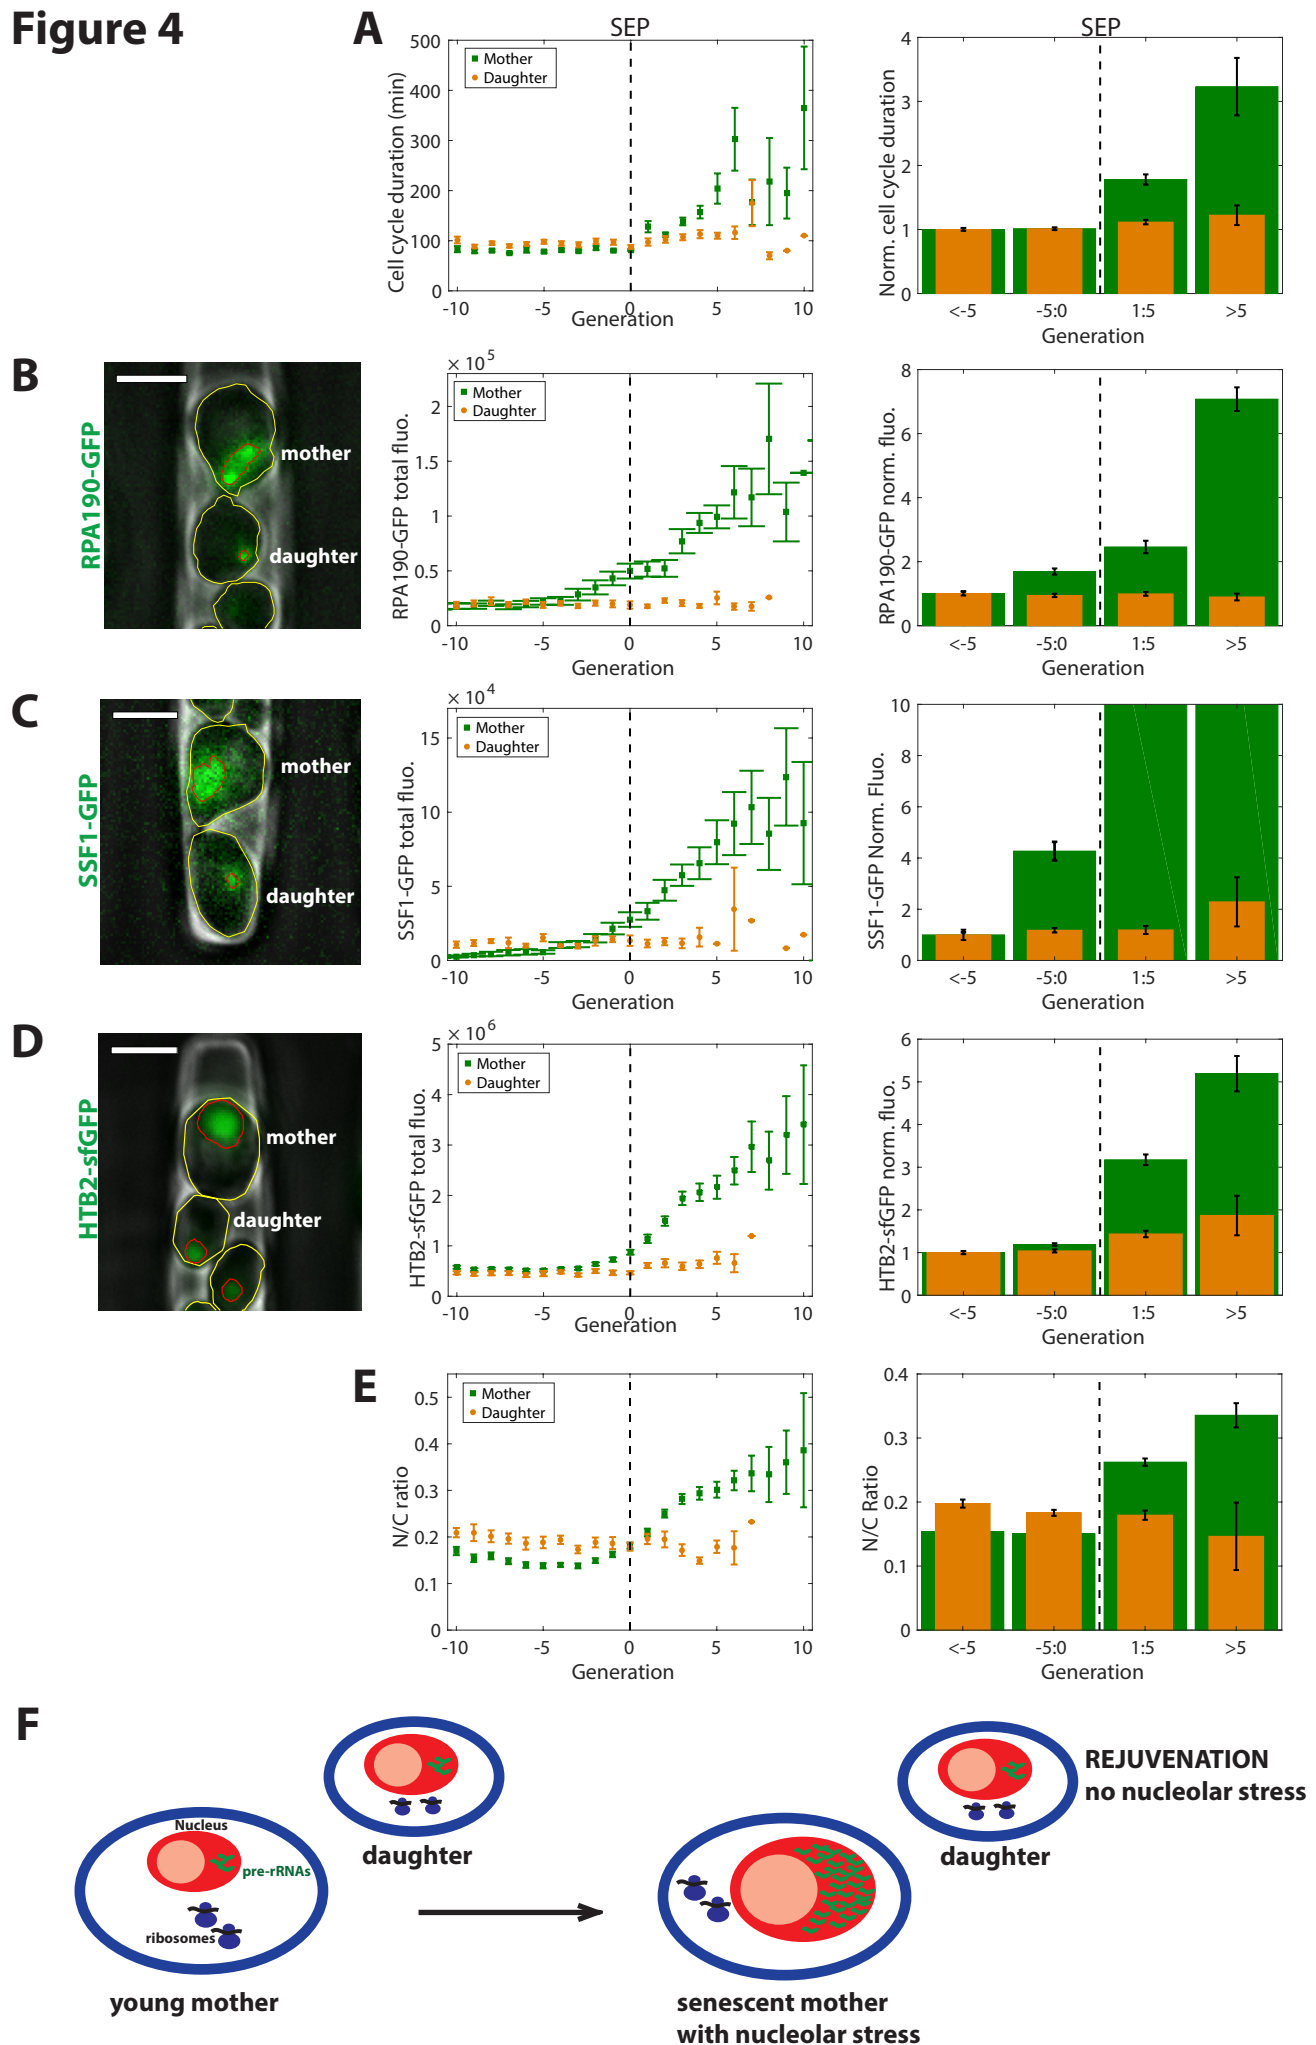 Figure 4
A
SEP
500
400
300
200
100
0
Cell cycle duration (min)
Mother
Daughter
-10
-5
0
5
10
Generation
SEP
4
3
2
1
0
Norm. cell cycle duration
<-5
-5:0
1:5
>5
Generation
B
RPA190-GFP
mother
daughter
× 10^5
2
1.5
1
0.5
0
RPA190-GFP total fluo.
Mother
Daughter
-10
-5
0
5
10
Generation
8
6
4
2
0
RPA190-GFP norm. fluo.
<-5
-5:0
1:5
>5
Generation
C
SSF1-GFP
mother
daughter
× 10^4
15
10
5
0
SSF1-GFP total fluo.
Mother
Daughter
-10
-5
0
5
10
Generation
10
8
6
4
2
0
SSF1-GFP Norm. Fluo.
<-5
-5:0
1:5
>5
Generation
D
HTB2-sfGFP
mother
daughter
× 10^6
5
4
3
2
1
0
HTB2-sfGFP total fluo.
Mother
Daughter
-10
-5
0
5
10
Generation
6
5
4
3
2
1
0
HTB2-sfGFP norm. fluo.
<-5
-5:0
1:5
>5
Generation
E
0.5
0.4
0.3
0.2
0.1
0
N/C ratio
Mother
Daughter
-10
-5
0
5
10
Generation
0.4
0.3
0.2
0.1
0
N/C Ratio
<-5
-5:0
1:5
>5
Generation
F
Nucleus
pre-rRNAs
ribosomes
young mother
daughter
senescent mother
with nucleolar stress
daughter
REJUVENATION
no nucleolar stress